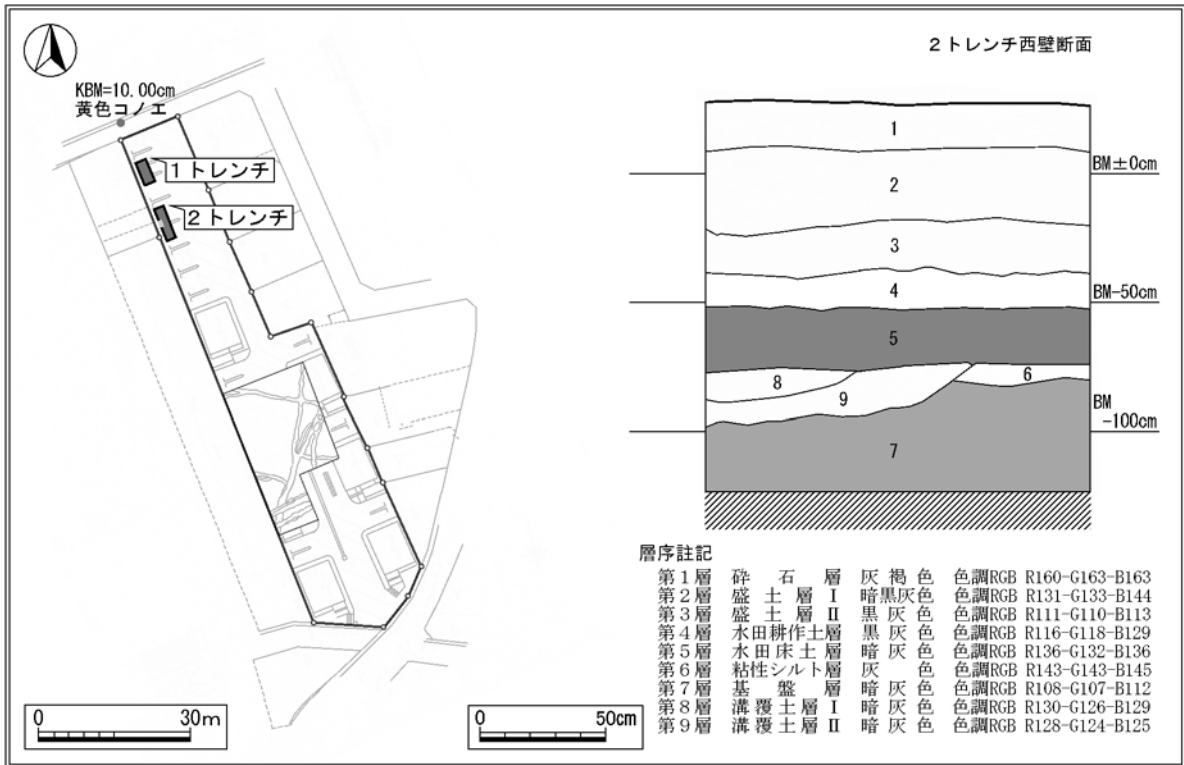 2トレンチ西壁断面
KBM=10.00cm
黄色コノエ
1トレンチ
2トレンチ
1
BM±0cm
2
3
4
BM-50cm
5
8
6
9
BM
-100cm
7
層序註記
第1層 砕石層 灰褐色 色調RGB R160-G163-B163
第2層 盛土層Ⅰ 暗黒灰色 色調RGB R131-G133-B144
第3層 盛土層Ⅱ 黒灰色 色調RGB R111-G110-B113
第4層 水田耕作土層 黒灰色 色調RGB R116-G118-B129
第5層 水田床土層 暗灰色 色調RGB R136-G132-B136
第6層 粘性シルト層 灰色 色調RGB R143-G143-B145
第7層 基盤層 暗灰色 色調RGB R108-G107-B112
第8層 溝覆土層Ⅰ 暗灰色 色調RGB R130-G126-B129
第9層 溝覆土層Ⅱ 暗灰色 色調RGB R128-G124-B125
0 30m
0 50cm